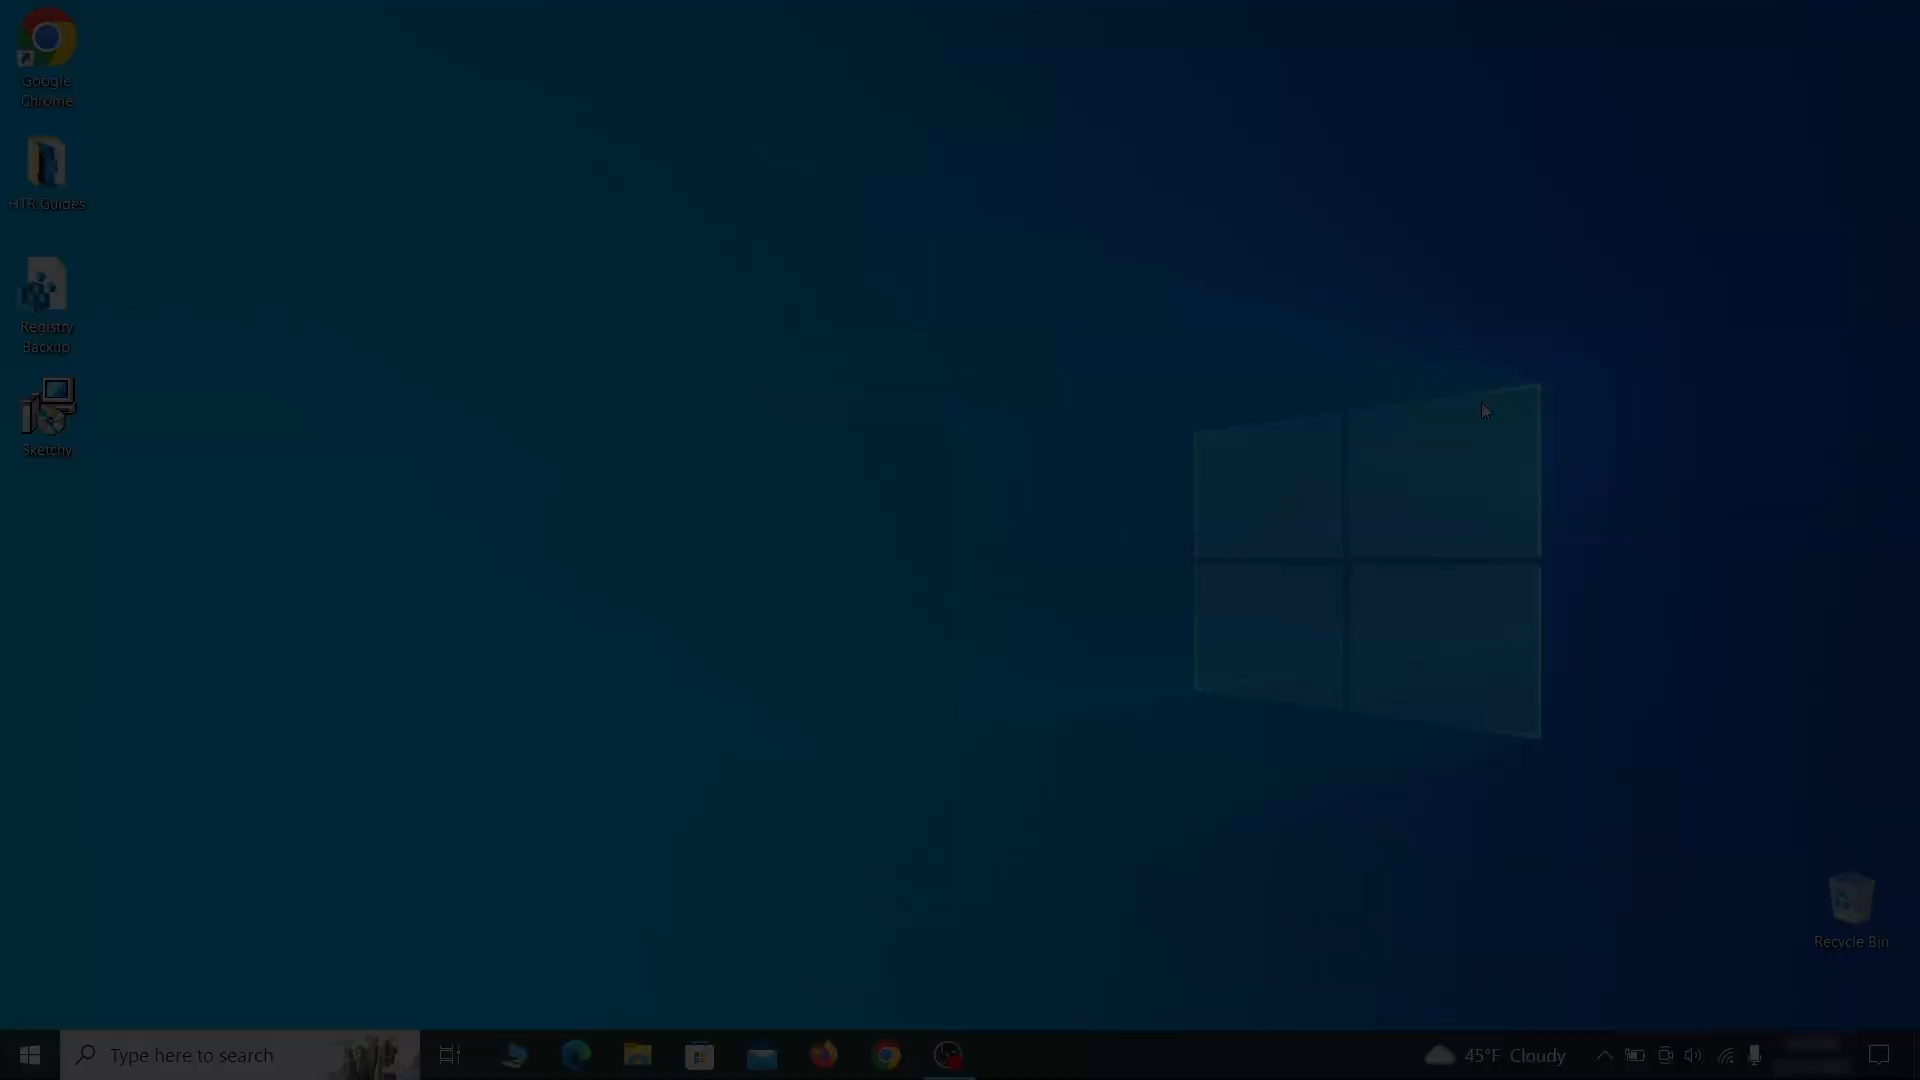 Google
Chrome
HTR Guides
Registry
Backup
Sketchy
Recycle Bin
Type here to search
45°F Cloudy